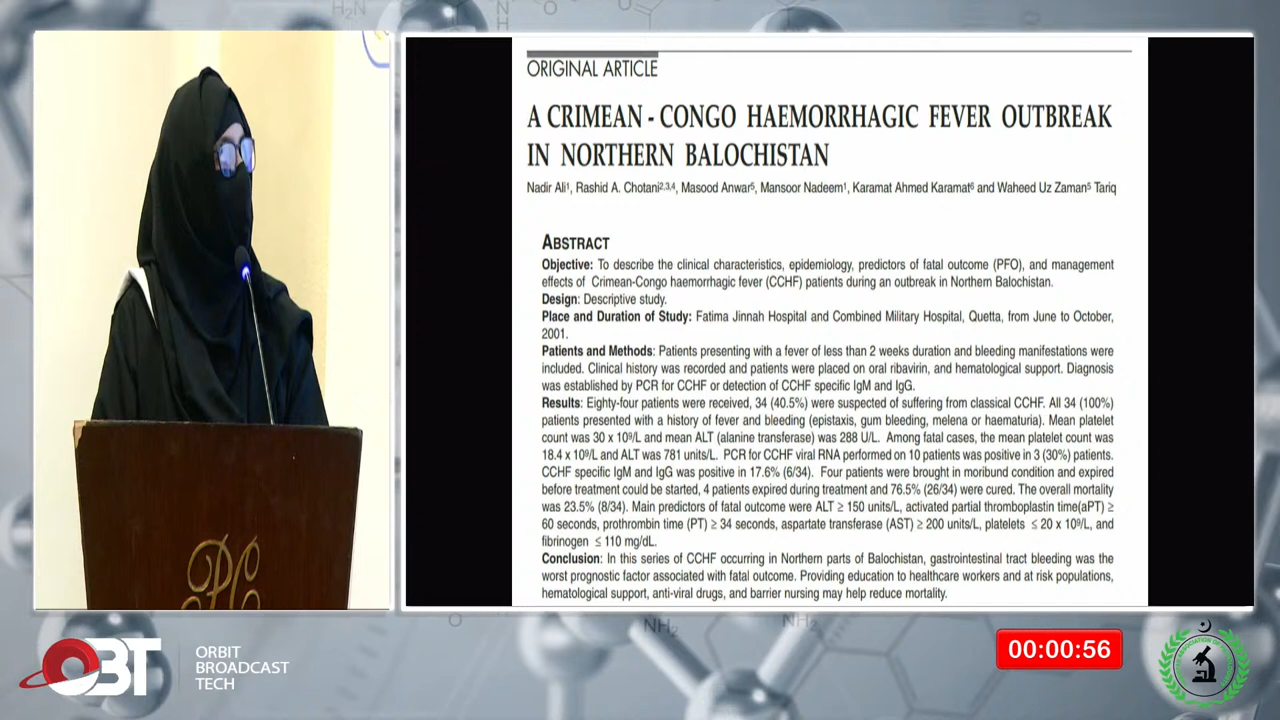 ORIGINAL ARTICLE
A CRIMEAN - CONGO HAEMORRHAGIC FEVER OUTBREAK
IN NORTHERN BALOCHISTAN
Nadir Ali¹, Rashid A. Chotani²,³,⁴, Masood Anwar⁵, Mansoor Nadeem¹, Karamat Ahmed Karamat⁶ and Waheed Uz Zaman⁵ Tariq
ABSTRACT
Objective: To describe the clinical characteristics, epidemiology, predictors of fatal outcome (PFO), and management
effects of Crimean-Congo haemorrhagic fever (CCHF) patients during an outbreak in Northern Balochistan.
Design: Descriptive study.
Place and Duration of Study: Fatima Jinnah Hospital and Combined Military Hospital, Quetta, from June to October,
2001.
Patients and Methods: Patients presenting with a fever of less than 2 weeks duration and bleeding manifestations were
included. Clinical history was recorded and patients were placed on oral ribavirin, and hematological support. Diagnosis
was established by PCR for CCHF or detection of CCHF specific IgM and IgG.
Results: Eighty-four patients were received, 34 (40.5%) were suspected of suffering from classical CCHF. All 34 (100%)
patients presented with a history of fever and bleeding (epistaxis, gum bleeding, melena or haematuria). Mean platelet
count was 30 x 10⁹/L and mean ALT (alanine transferase) was 288 U/L. Among fatal cases, the mean platelet count was
18.4 x 10⁹/L and ALT was 781 units/L. PCR for CCHF viral RNA performed on 10 patients was positive in 3 (30%) patients.
CCHF specific IgM and IgG was positive in 17.6% (6/34). Four patients were brought in moribund condition and expired
before treatment could be started, 4 patients expired during treatment and 76.5% (26/34) were cured. The overall mortality
was 23.5% (8/34). Main predictors of fatal outcome were ALT ≥ 150 units/L, activated partial thromboplastin time(aPT) ≥
60 seconds, prothrombin time (PT) ≥ 34 seconds, aspartate transferase (AST) ≥ 200 units/L, platelets ≤ 20 x 10⁹/L, and
fibrinogen ≤ 110 mg/dL.
Conclusion: In this series of CCHF occurring in Northern parts of Balochistan, gastrointestinal tract bleeding was the
worst prognostic factor associated with fatal outcome. Providing education to healthcare workers and at risk populations,
hematological support, anti-viral drugs, and barrier nursing may help reduce mortality.
PC
OBT
ORBIT
BROADCAST
TECH
00:00:56
H₂N
N
H
O
O
NH₂
NH₂